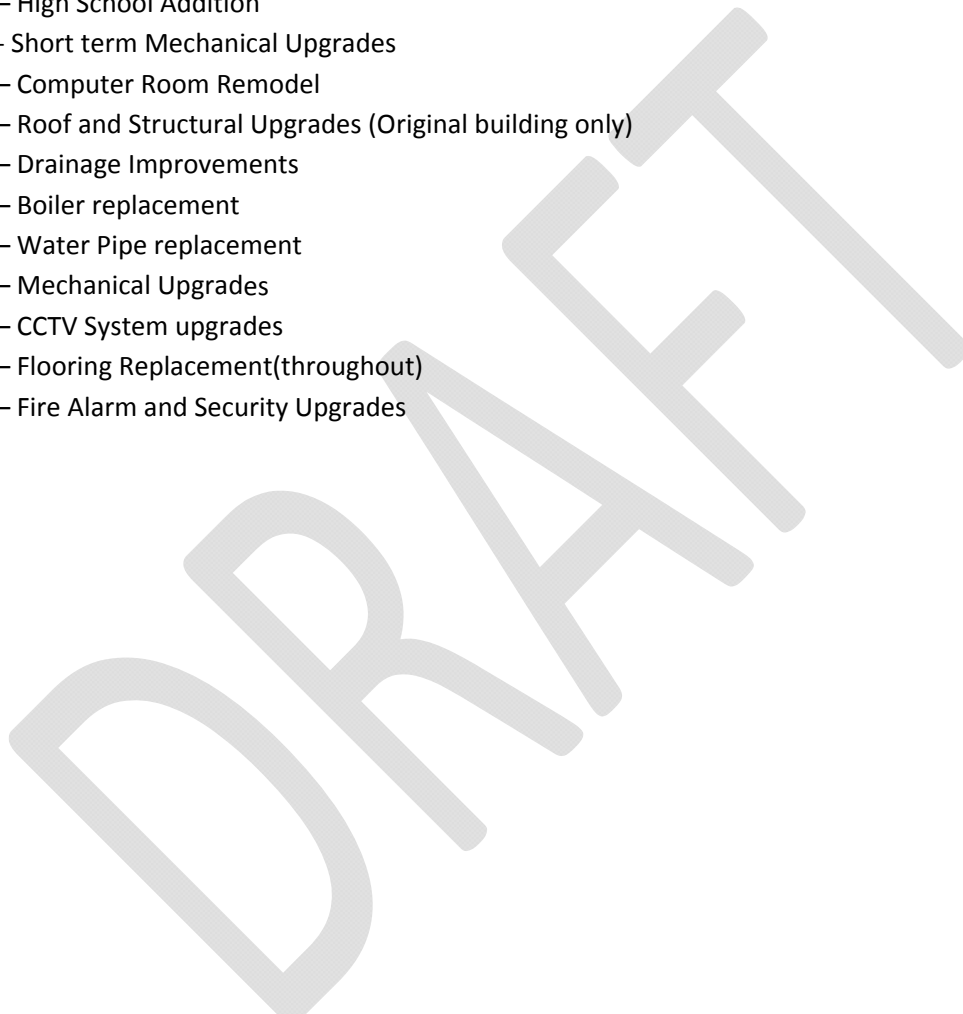 – High School Addition
- Short term Mechanical Upgrades
– Computer Room Remodel
– Roof and Structural Upgrades (Original building only)
– Drainage Improvements
– Boiler replacement
– Water Pipe replacement
– Mechanical Upgrades
– CCTV System upgrades
– Flooring Replacement(throughout)
– Fire Alarm and Security Upgrades
DRAFT